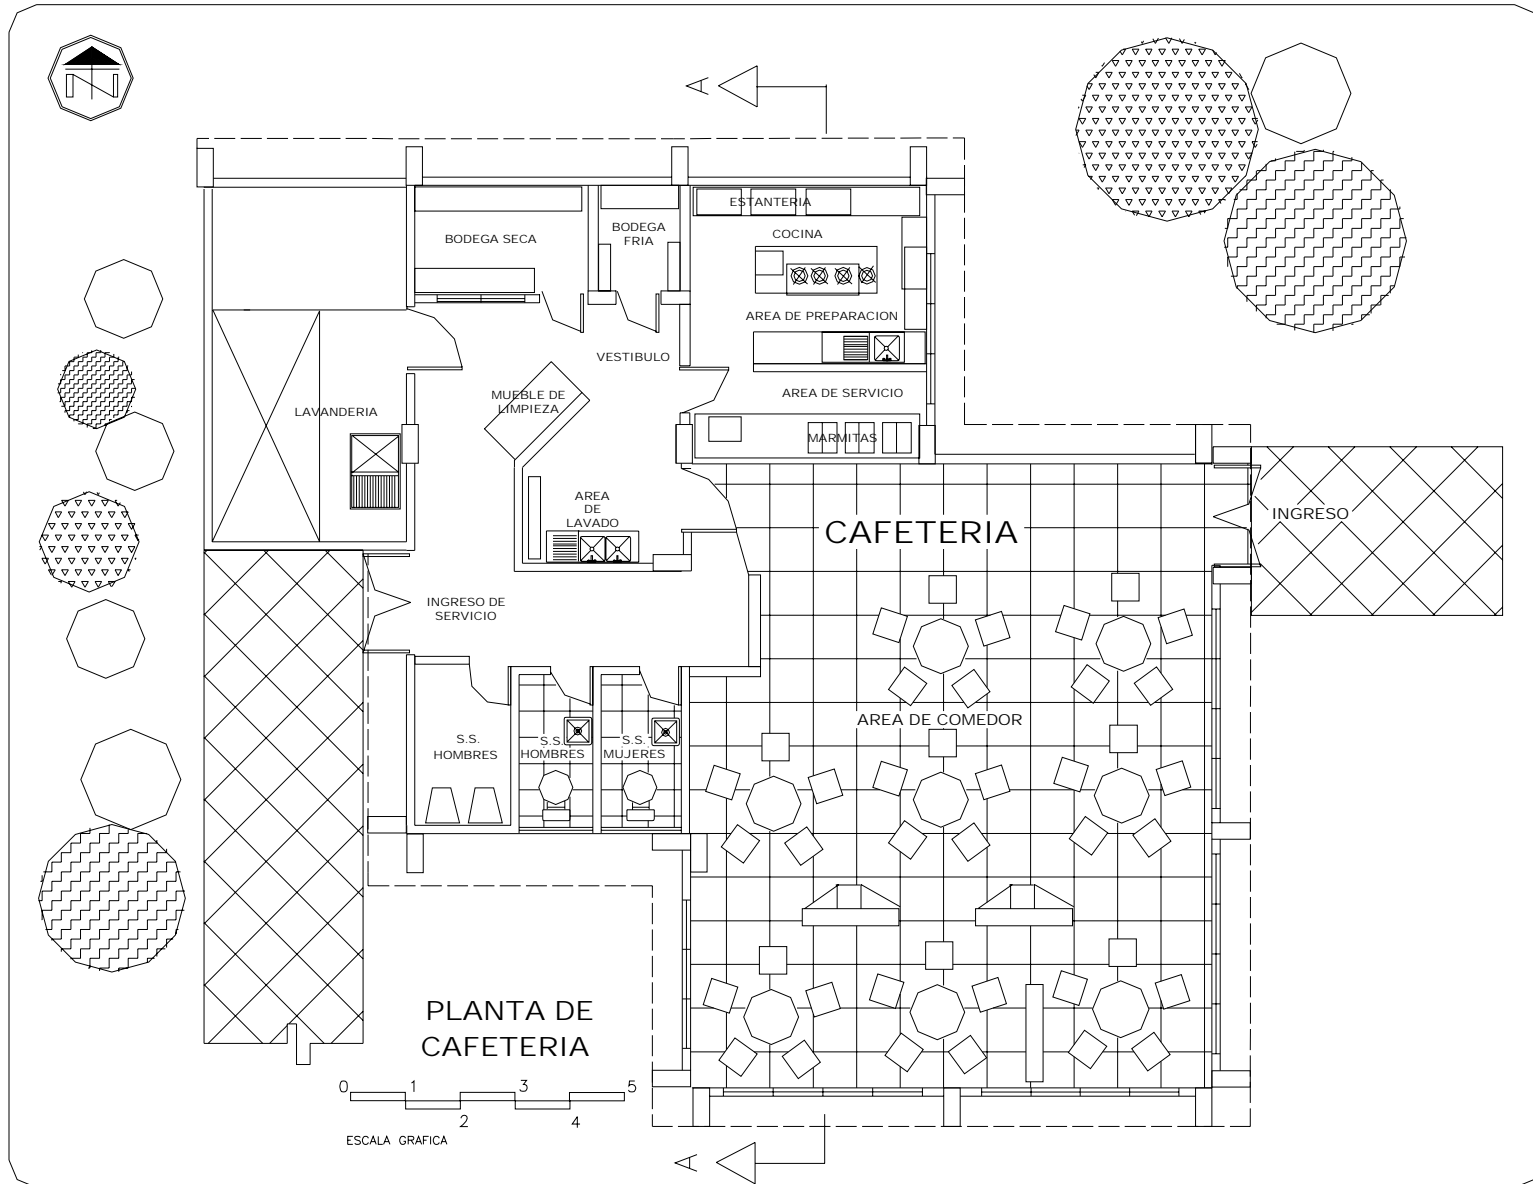 N
A
ESTANTERIA
COCINA
BODEGA SECA
BODEGA
FRIA
AREA DE PREPARACION
VESTIBULO
AREA DE SERVICIO
MUEBLE DE
LIMPIEZA
LAVANDERIA
MARMITAS
AREA
DE
LAVADO
CAFETERIA
INGRESO
INGRESO DE
SERVICIO
AREA DE COMEDOR
S.S.
HOMBRES
S.S.
HOMBRES
S.S.
MUJERES
PLANTA DE
CAFETERIA
0 1 3 5
2 4
ESCALA GRAFICA
A